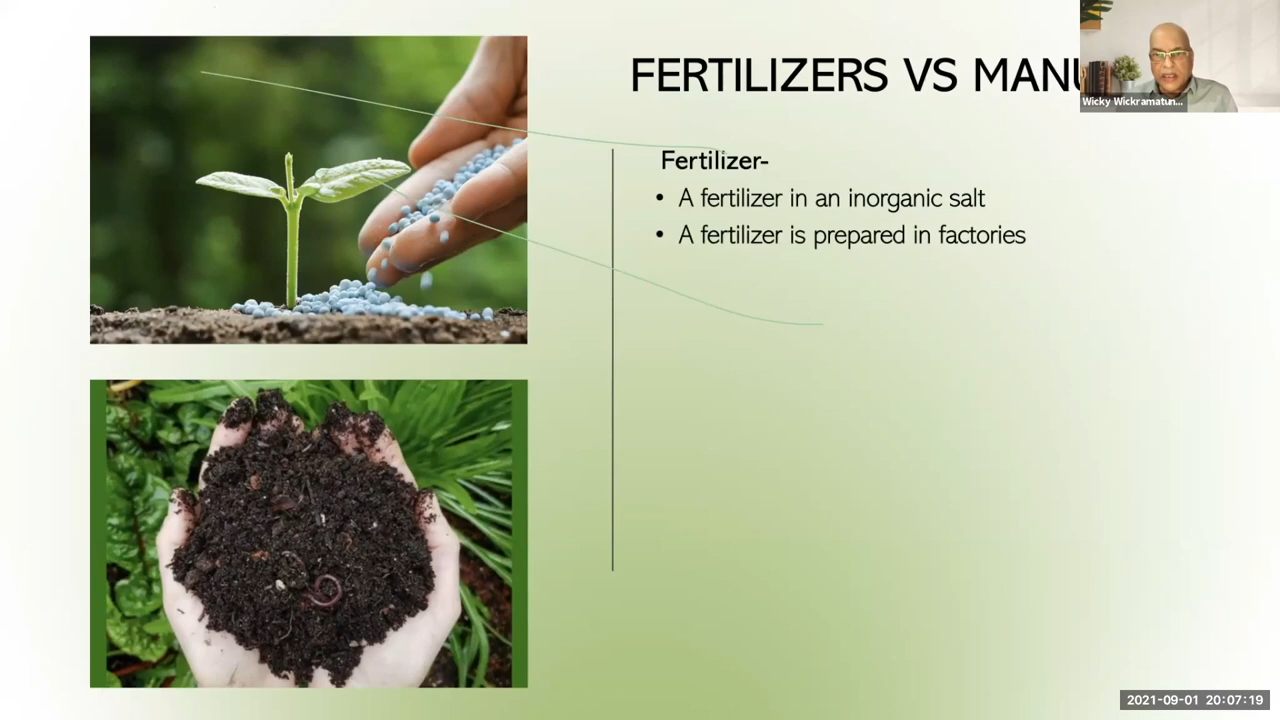 FERTILIZERS VS MANU
Wicky Wickramatun...
Fertilizer-
• A fertilizer in an inorganic salt
• A fertilizer is prepared in factories
2021-09-01 20:07:19